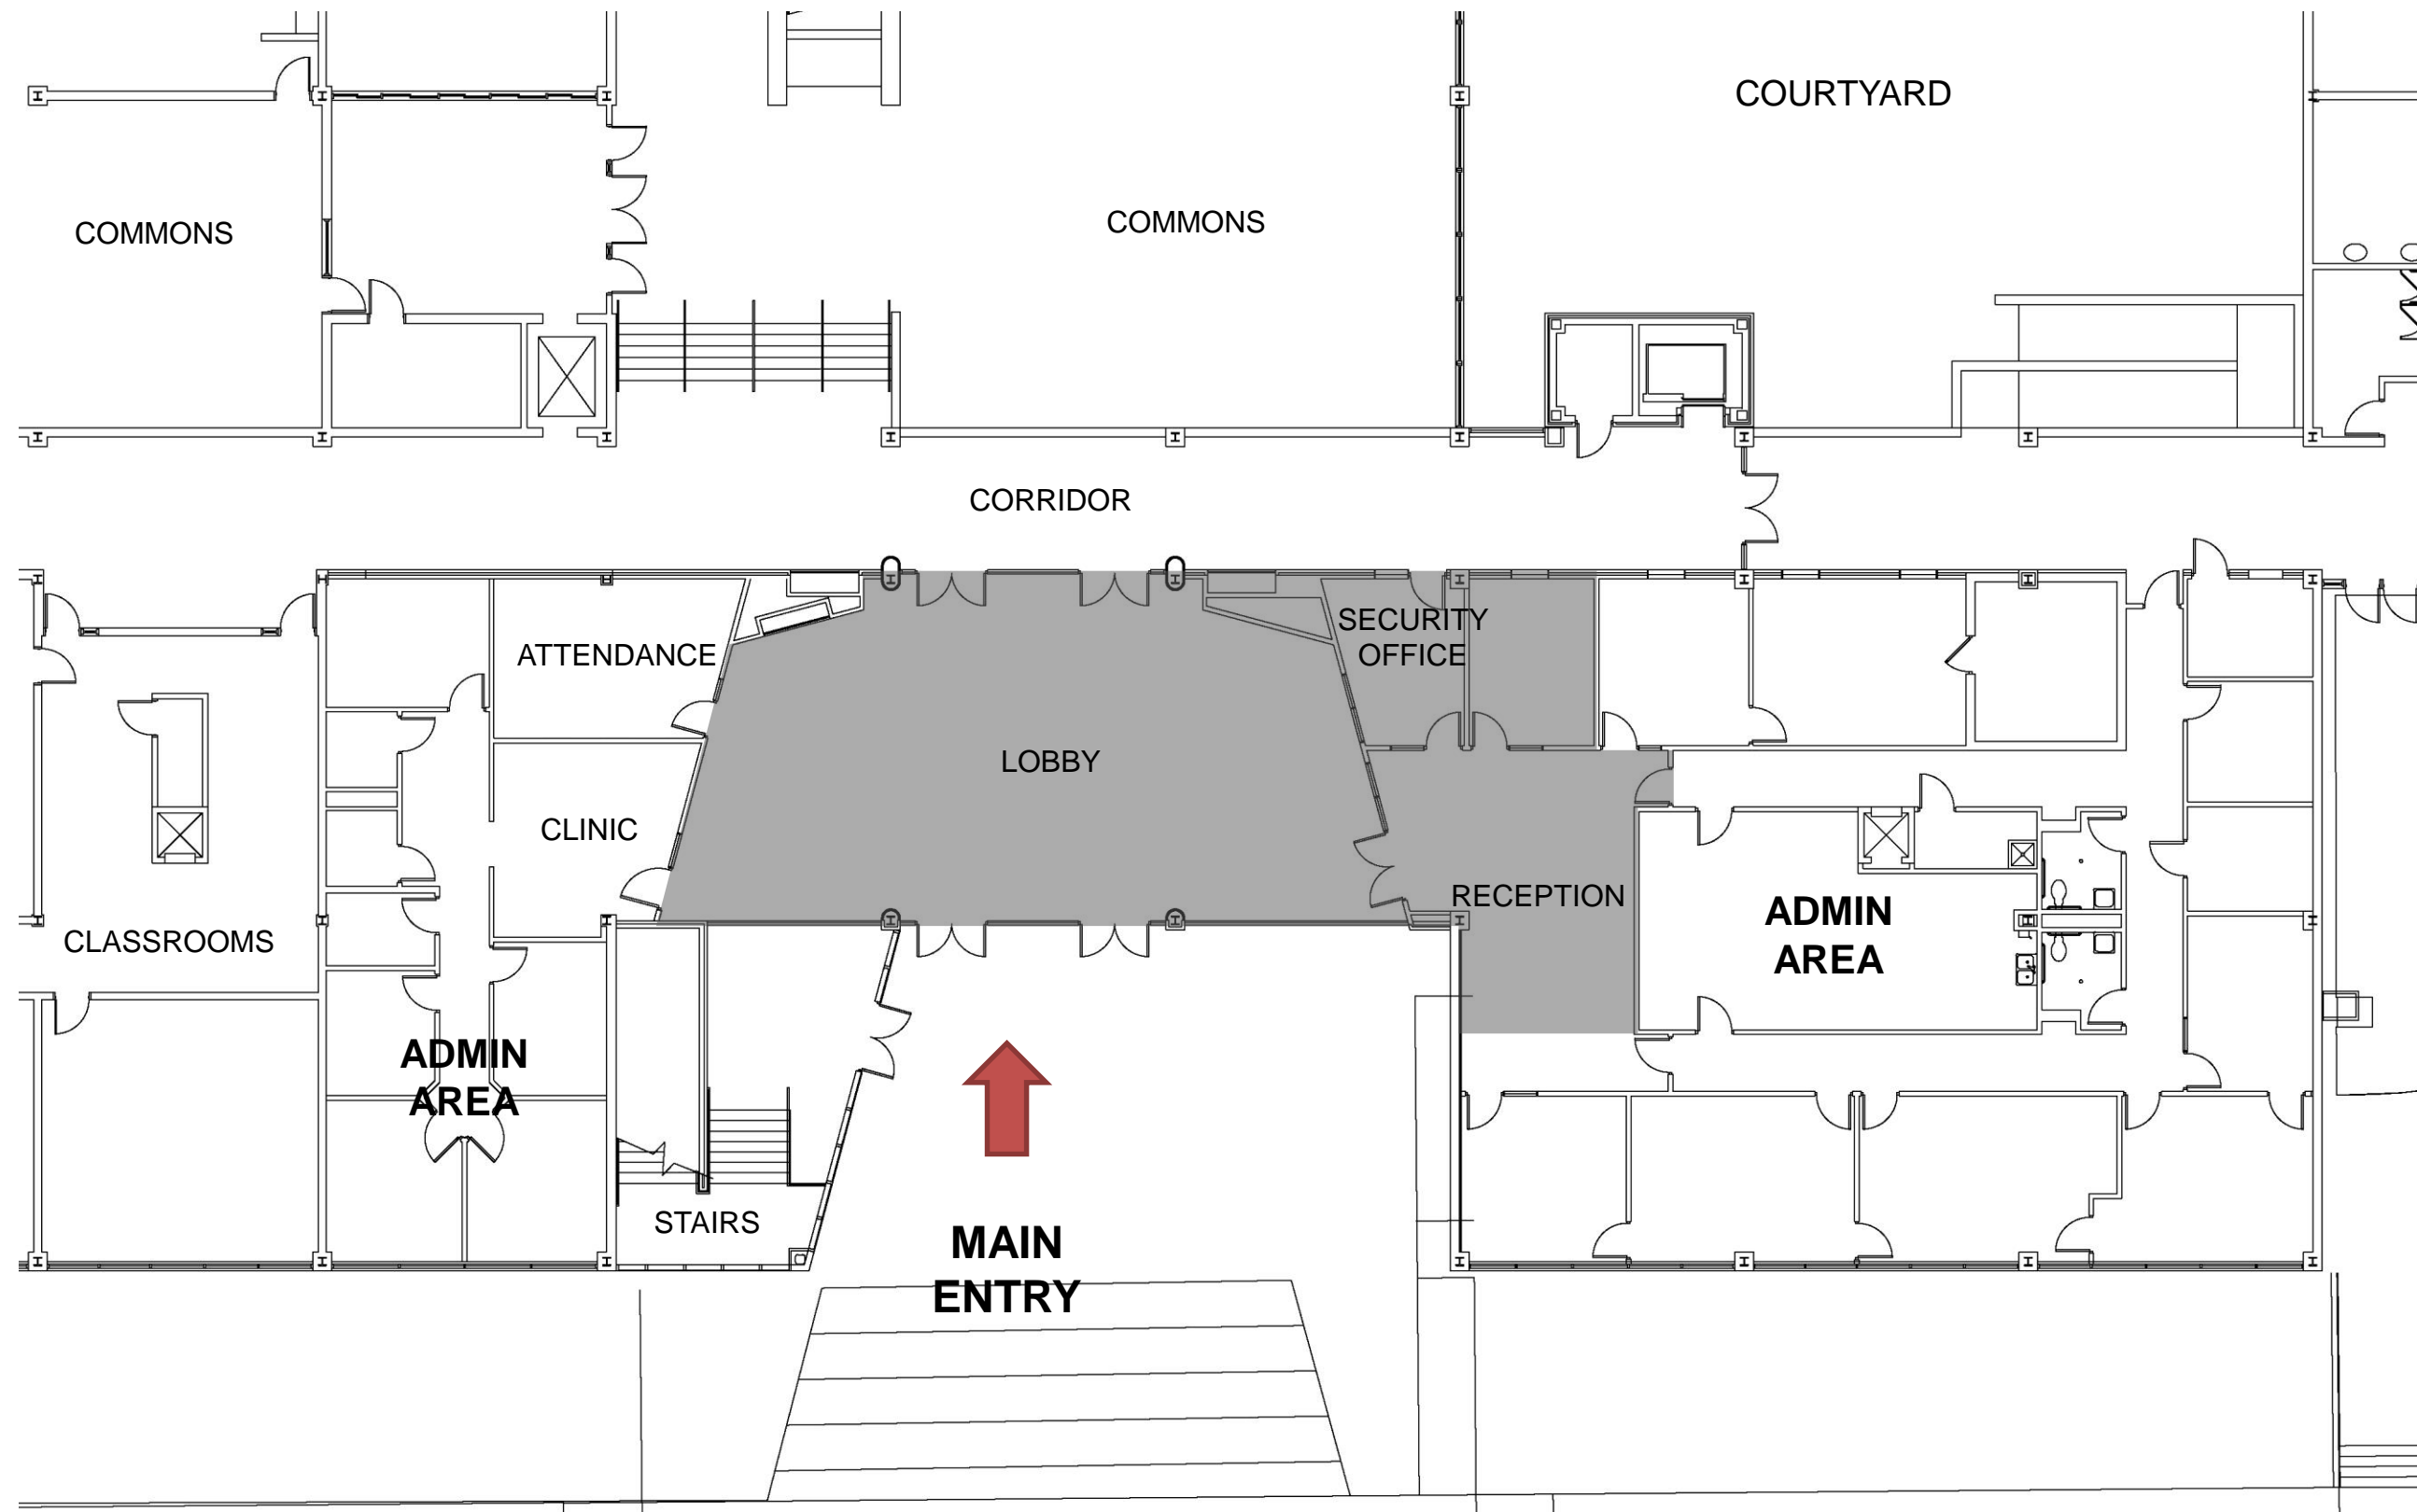 COURTYARD
COMMONS
COMMONS
CORRIDOR
SECURITY
OFFICE
ATTENDANCE
LOBBY
CLINIC
RECEPTION
ADMIN
AREA
CLASSROOMS
ADMIN
AREA
STAIRS
MAIN
ENTRY